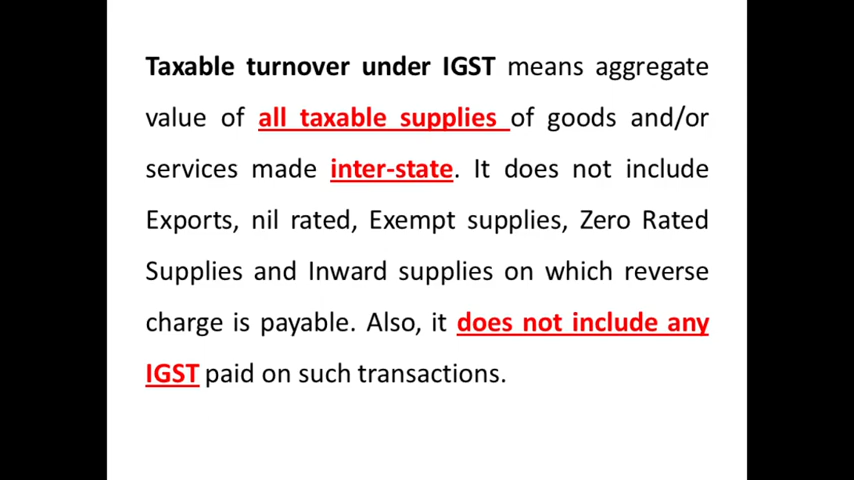 Taxable turnover under IGST means aggregate
value of all taxable supplies of goods and/or
services made inter-state. It does not include
Exports, nil rated, Exempt supplies, Zero Rated
Supplies and Inward supplies on which reverse
charge is payable. Also, it does not include any
IGST paid on such transactions.